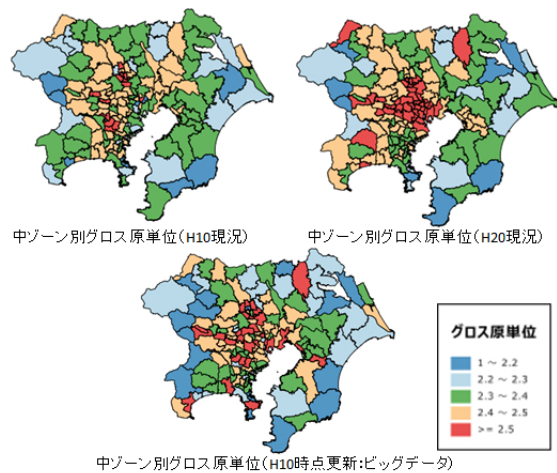 中ゾーン別グロス原単位(H10現況)
中ゾーン別グロス原単位(H20現況)
グロス原単位
1 ～ 2.2
2.2 ～ 2.3
2.3 ～ 2.4
2.4 ～ 2.5
>= 2.5
中ゾーン別グロス原単位(H10時点更新:ビッグデータ)